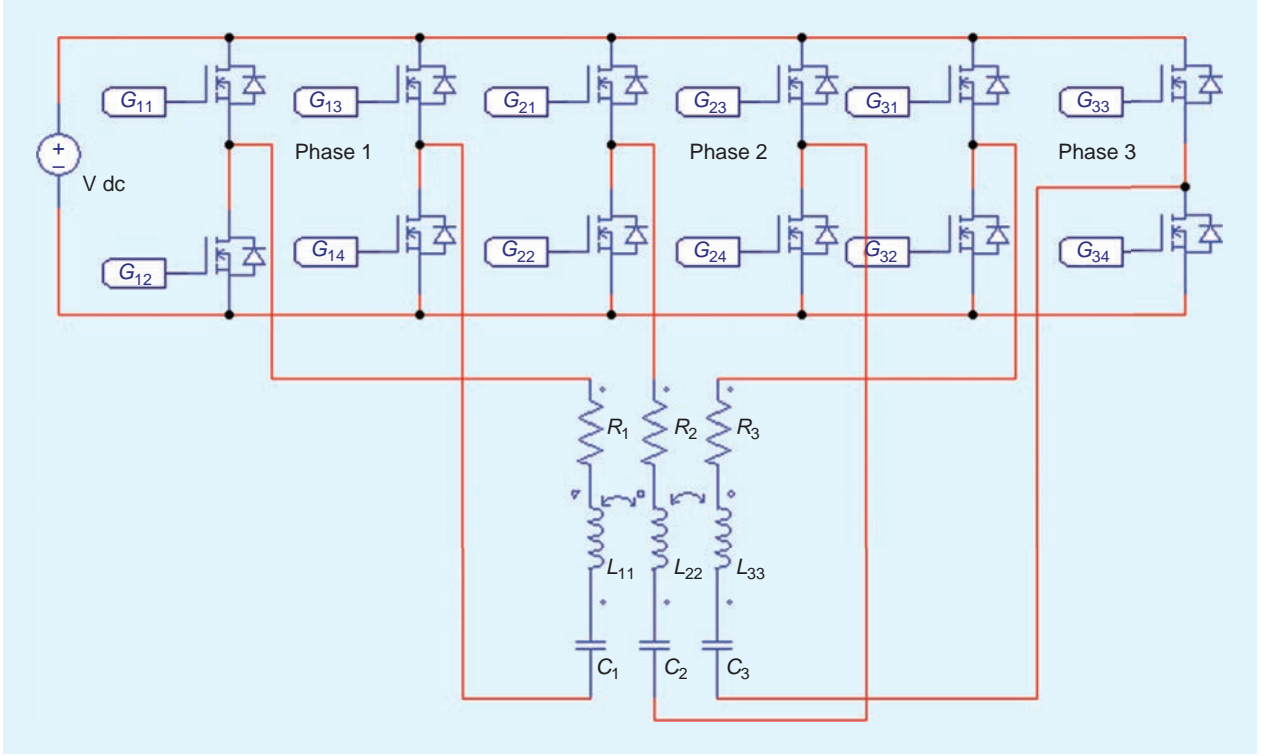 G11
G13
G21
G23
G31
G33
+
−
V dc
Phase 1
Phase 2
Phase 3
G12
G14
G22
G24
G32
G34
R1
R2
R3
L11
L22
L33
C1
C2
C3